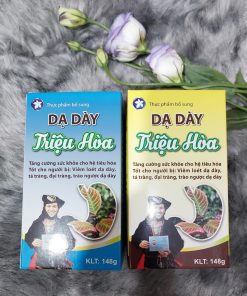 Thực phẩm bổ sung
DẠ DÀY
Triệu Hòa
Tăng cường sức khỏe cho hệ tiêu hóa
Tốt cho người bị: Viêm loét dạ dày,
tá tràng, đại tràng, trào ngược dạ dày
KLT: 148g
Thực phẩm bổ sung
DẠ DÀY
Triệu Hòa
Tăng cường sức khỏe cho hệ tiêu hóa
Tốt cho người bị: Viêm loét dạ dày,
tá tràng, đại tràng, trào ngược dạ dày
KLT: 148g